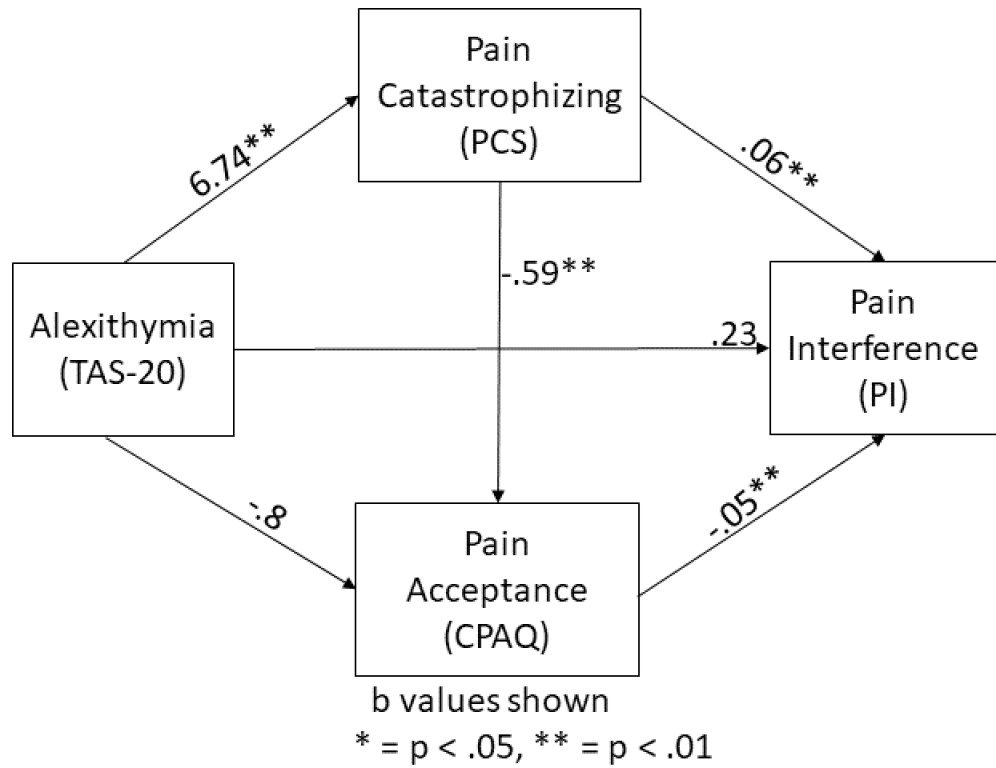 Pain
Catastrophizing
(PCS)
6.74**
.06**
-.59**
Alexithymia
(TAS-20)
.23
Pain
Interference
(PI)
-.8
-.05**
Pain
Acceptance
(CPAQ)
b values shown
* = p < .05, ** = p < .01